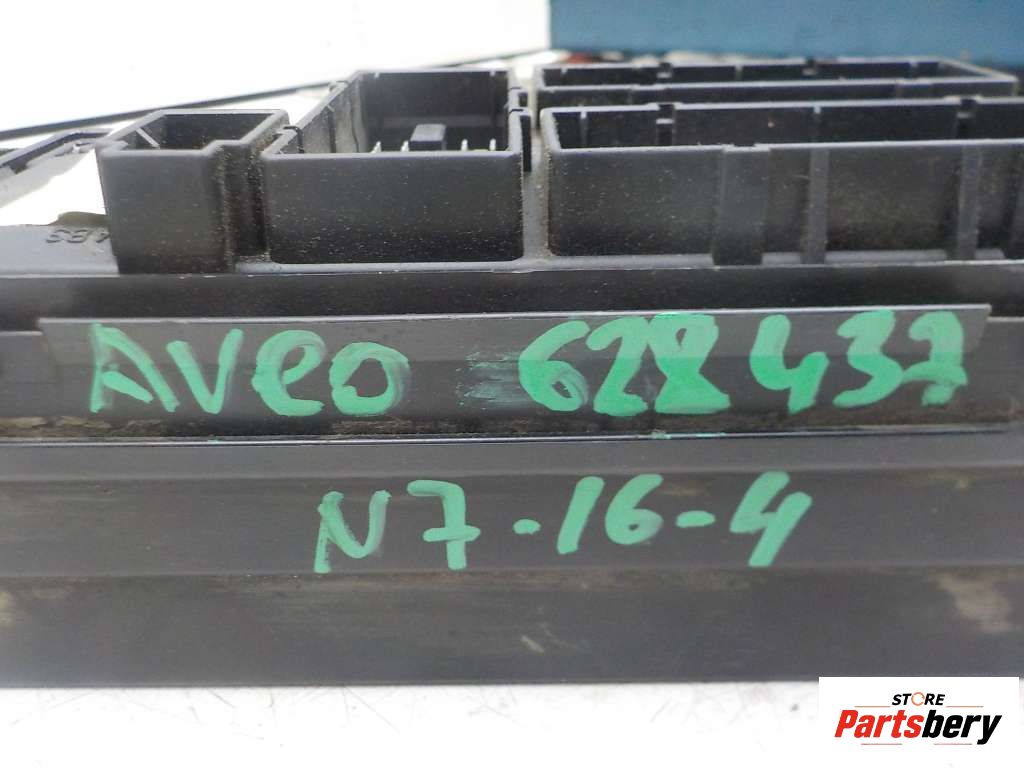 AVeO 628437
N7-16-4
STORE
Partsbery